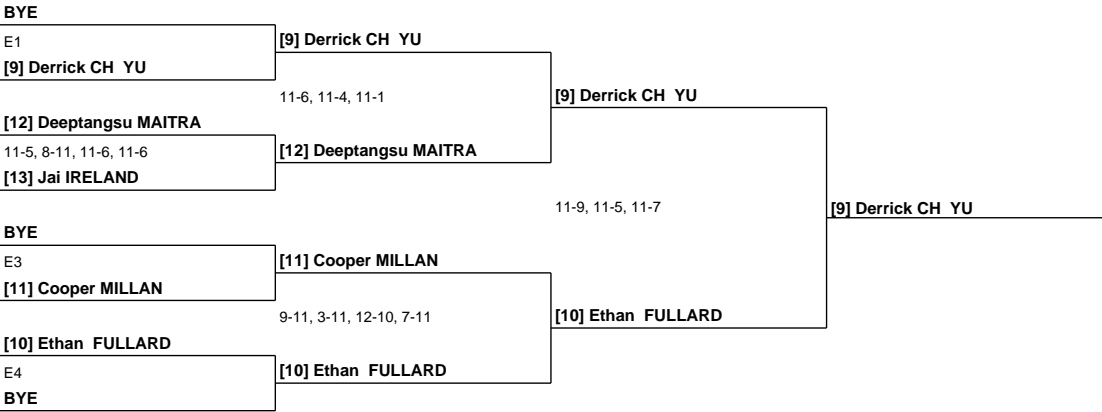 BYE
E1
[9] Derrick CH YU
[9] Derrick CH YU
11-6, 11-4, 11-1
[9] Derrick CH YU
[12] Deeptangsu MAITRA
11-5, 8-11, 11-6, 11-6
[12] Deeptangsu MAITRA
[13] Jai IRELAND
11-9, 11-5, 11-7
[9] Derrick CH YU
BYE
E3
[11] Cooper MILLAN
[11] Cooper MILLAN
9-11, 3-11, 12-10, 7-11
[10] Ethan FULLARD
[10] Ethan FULLARD
E4
[10] Ethan FULLARD
BYE